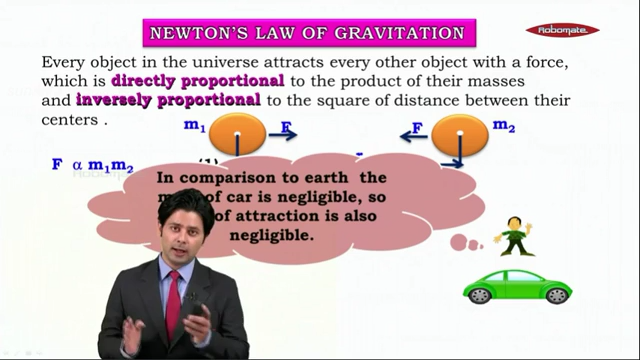 NEWTON'S LAW OF GRAVITATION
Robomate
Every object in the universe attracts every other object with a force,
which is directly proportional to the product of their masses
and inversely proportional to the square of distance between their
centers .
m₁ F F m₂
F α m₁m₂ (1)
Robomate
In comparison to earth the
of car is negligible, so
of attraction is also
negligible.